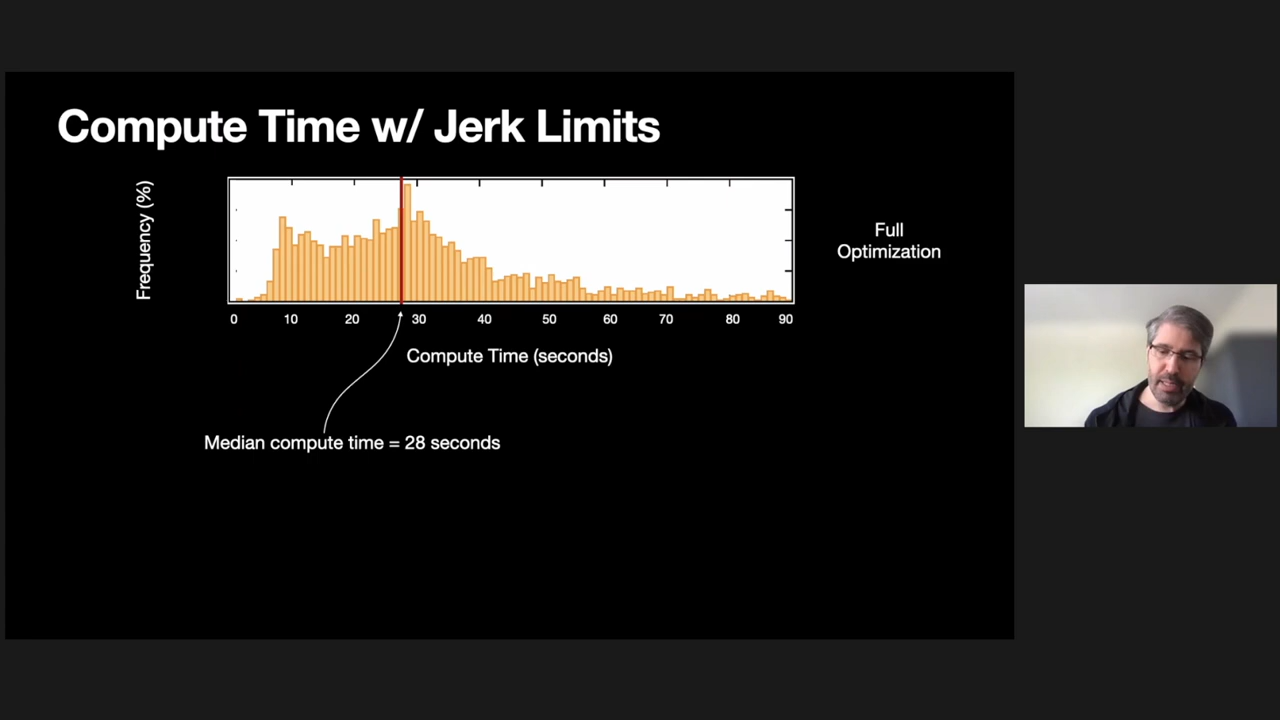 Compute Time w/ Jerk Limits
Frequency (%)
Full
Optimization
0 10 20 30 40 50 60 70 80 90
Compute Time (seconds)
Median compute time = 28 seconds